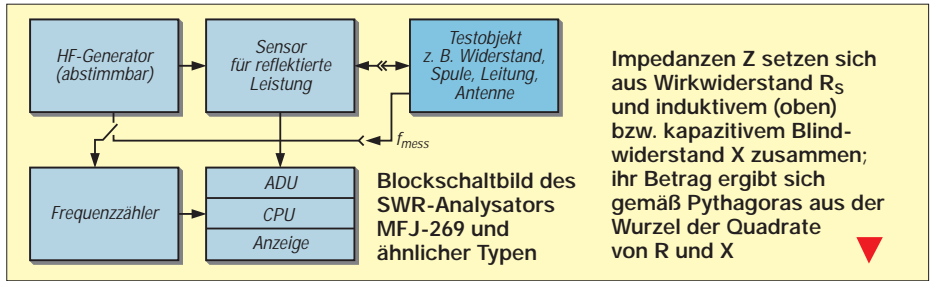 HF-Generator
(abstimmbar)
Sensor
für reflektierte
Leistung
Testobjekt
z. B. Widerstand,
Spule, Leitung,
Antenne
f_mess
Frequenzzähler
ADU
CPU
Anzeige
Blockschaltbild des
SWR-Analysators
MFJ-269 und
ähnlicher Typen
Impedanzen Z setzen sich
aus Wirkwiderstand R_S
und induktivem (oben)
bzw. kapazitivem Blind-
widerstand X zusammen;
ihr Betrag ergibt sich
gemäß Pythagoras aus der
Wurzel der Quadrate
von R und X